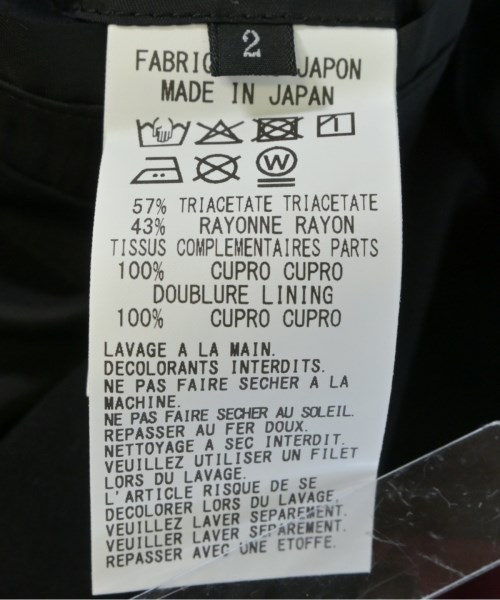 2
FABRIQ JAPON
MADE IN JAPAN
1
W
57% TRIACETATE TRIACETATE
43% RAYONNE RAYON
TISSUS COMPLEMENTAIRES PARTS
100% CUPRO CUPRO
DOUBLURE LINING
100% CUPRO CUPRO
LAVAGE A LA MAIN.
DECOLORANTS INTERDITS.
NE PAS FAIRE SECHER A LA
MACHINE.
NE PAS FAIRE SECHER AU SOLEIL.
REPASSER AU FER DOUX.
NETTOYAGE A SEC INTERDIT.
VEUILLEZ UTILISER UN FILET
LORS DU LAVAGE.
L'ARTICLE RISQUE DE SE
DECOLORER LORS DU LAVAGE.
VEUILLEZ LAVER SEPAREMENT.
VEUILLER LAVER SEPAREMENT.
REPASSER AVEC UNE ETOFFE.